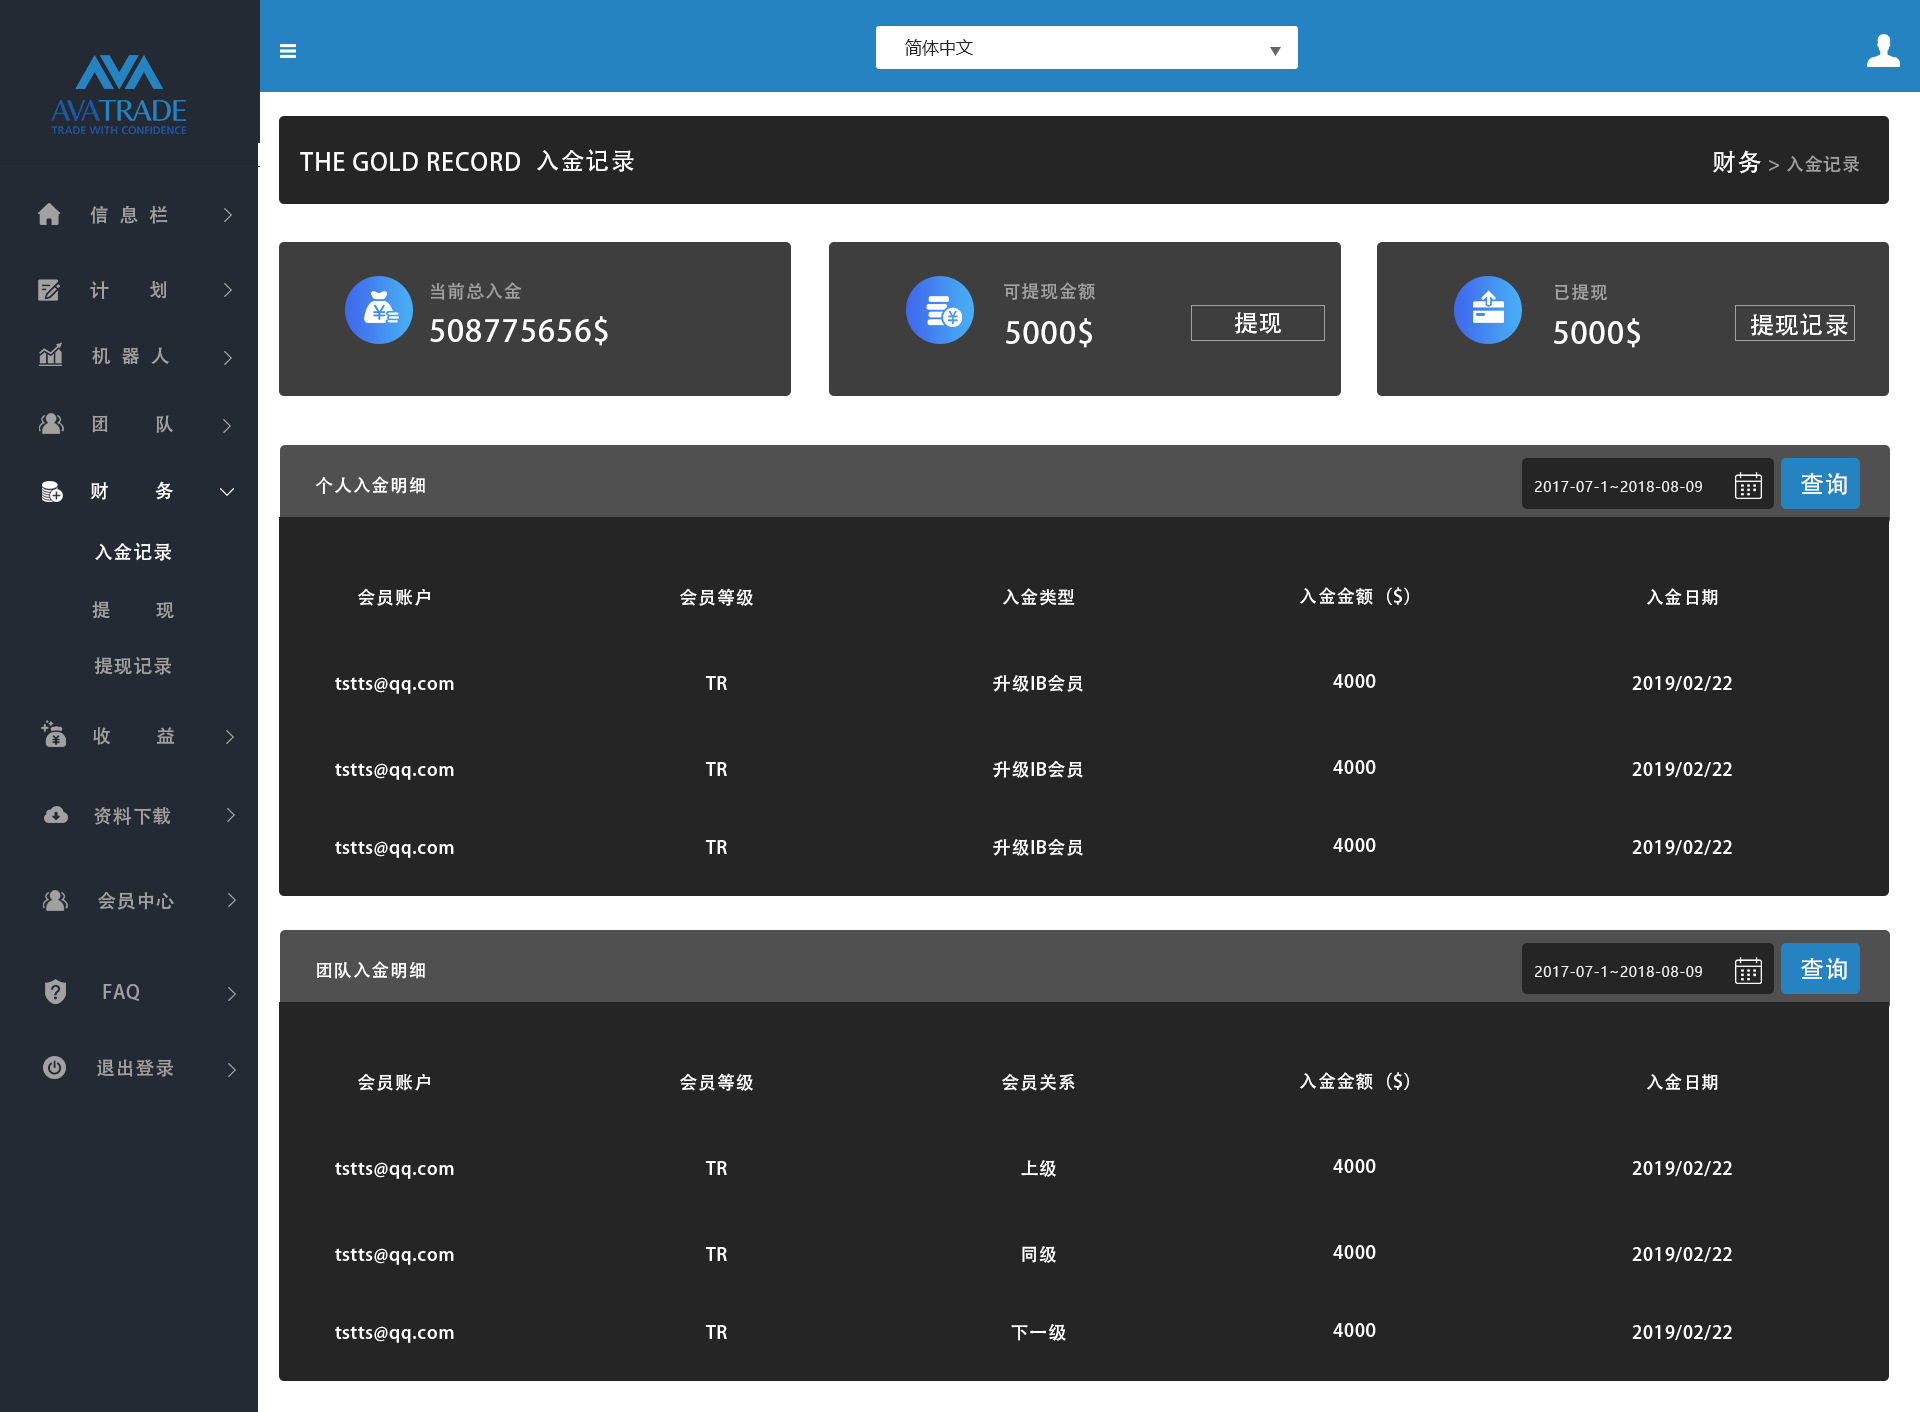 AVATRADE
TRADE WITH CONFIDENCE
简体中文
THE GOLD RECORD 入金记录
财务 > 入金记录
信息栏
计划
机器人
团队
财务
入金记录
提现
提现记录
收益
资料下载
会员中心
FAQ
退出登录
当前总入金
508775656$
可提现金额
5000$
提现
已提现
5000$
提现记录
个人入金明细
2017-07-1~2018-08-09
查询
会员账户 会员等级 入金类型 入金金额（$） 入金日期
tstts@qq.com TR 升级IB会员 4000 2019/02/22
tstts@qq.com TR 升级IB会员 4000 2019/02/22
tstts@qq.com TR 升级IB会员 4000 2019/02/22
团队入金明细
2017-07-1~2018-08-09
查询
会员账户 会员等级 会员关系 入金金额（$） 入金日期
tstts@qq.com TR 上级 4000 2019/02/22
tstts@qq.com TR 同级 4000 2019/02/22
tstts@qq.com TR 下一级 4000 2019/02/22